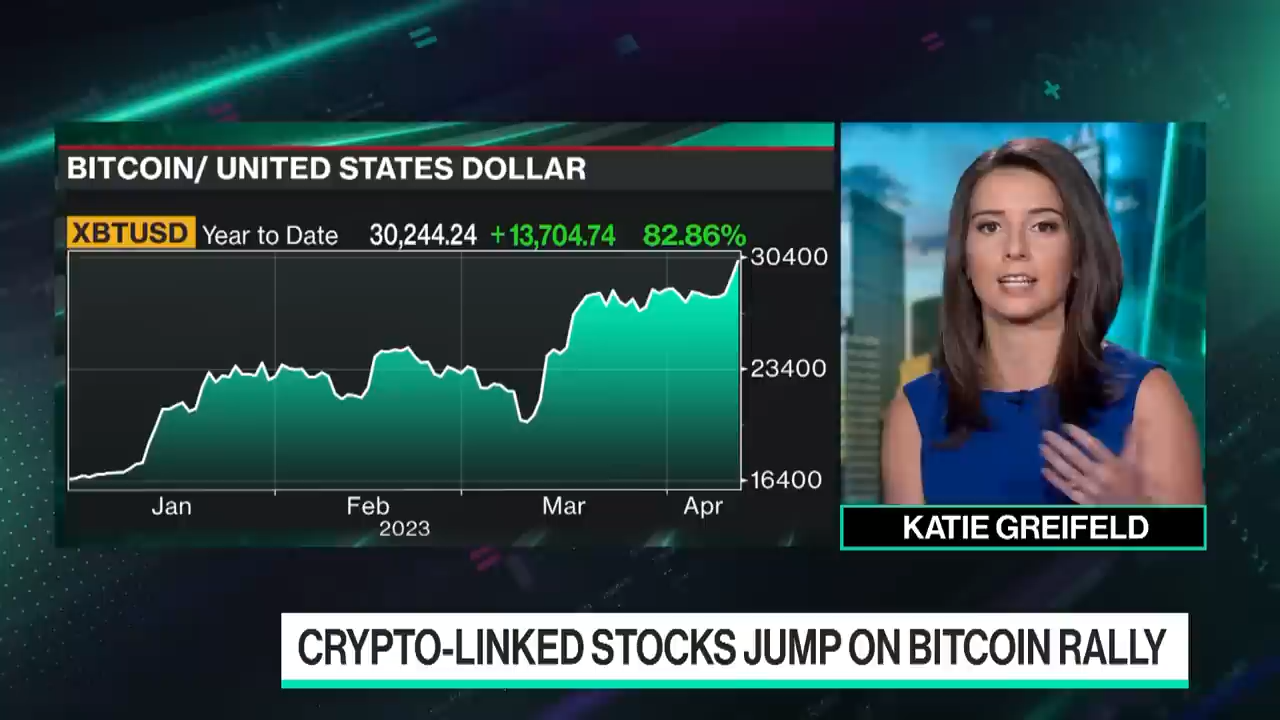 BITCOIN/ UNITED STATES DOLLAR
XBTUSD Year to Date 30,244.24 +13,704.74 82.86%
30400
23400
16400
Jan Feb Mar Apr
2023
KATIE GREIFELD
CRYPTO-LINKED STOCKS JUMP ON BITCOIN RALLY